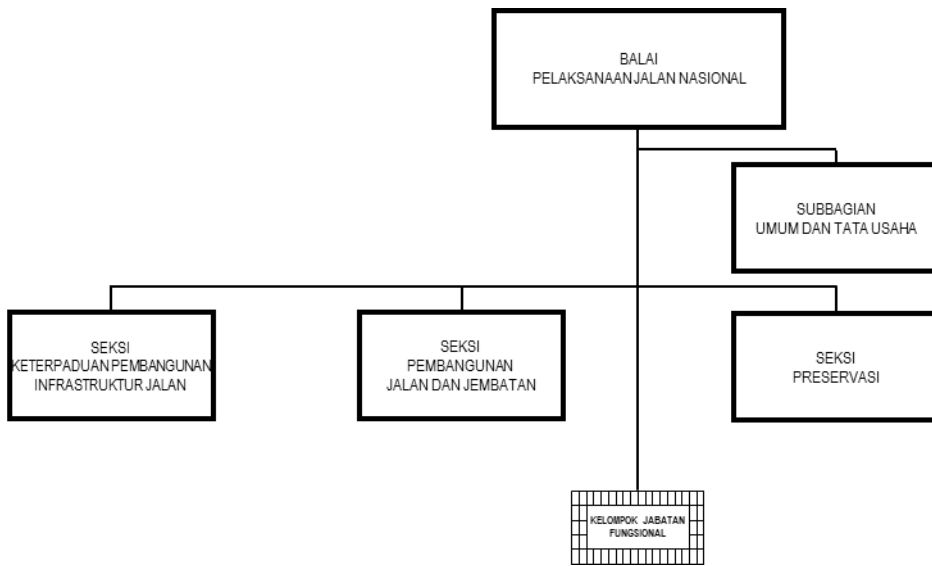 BALAI
PELAKSANAAN JALAN NASIONAL
SUBBAGIAN
UMUM DAN TATA USAHA
SEKSI
KETERPADUAN PEMBANGUNAN
INFRASTRUKTUR JALAN
SEKSI
PEMBANGUNAN
JALAN DAN JEMBATAN
SEKSI
PRESERVASI
KELOMPOK JABATAN
FUNGSIONAL